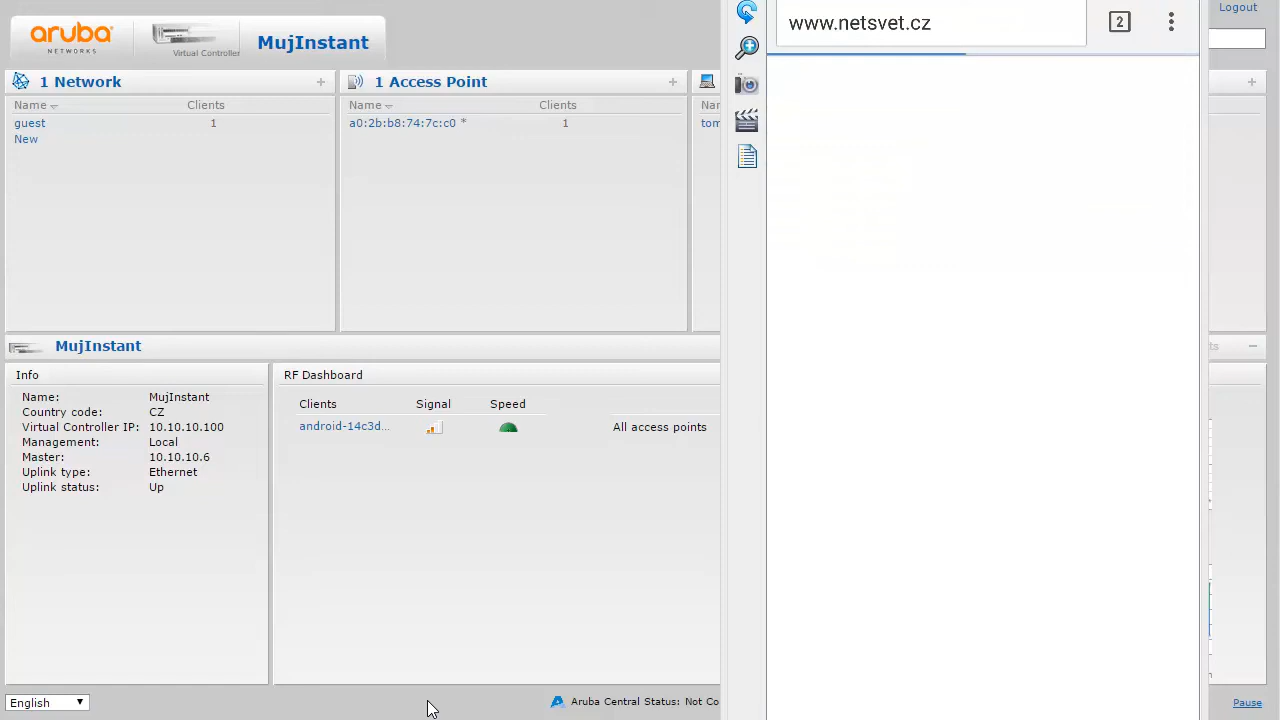 Logout
www.netsvet.cz
2
aruba
NETWORKS
Virtual Controller
MujInstant
1 Network +
1 Access Point +
+
Name Clients
Name Clients
guest 1
a0:2b:b8:74:7c:c0 * 1
New
MujInstant
Info
RF Dashboard
Name: MujInstant
Country code: CZ
Virtual Controller IP: 10.10.10.100
Management: Local
Master: 10.10.10.6
Uplink type: Ethernet
Uplink status: Up
Clients Signal Speed
android-14c3d... All access points
English
Aruba Central Status: Not
Pause